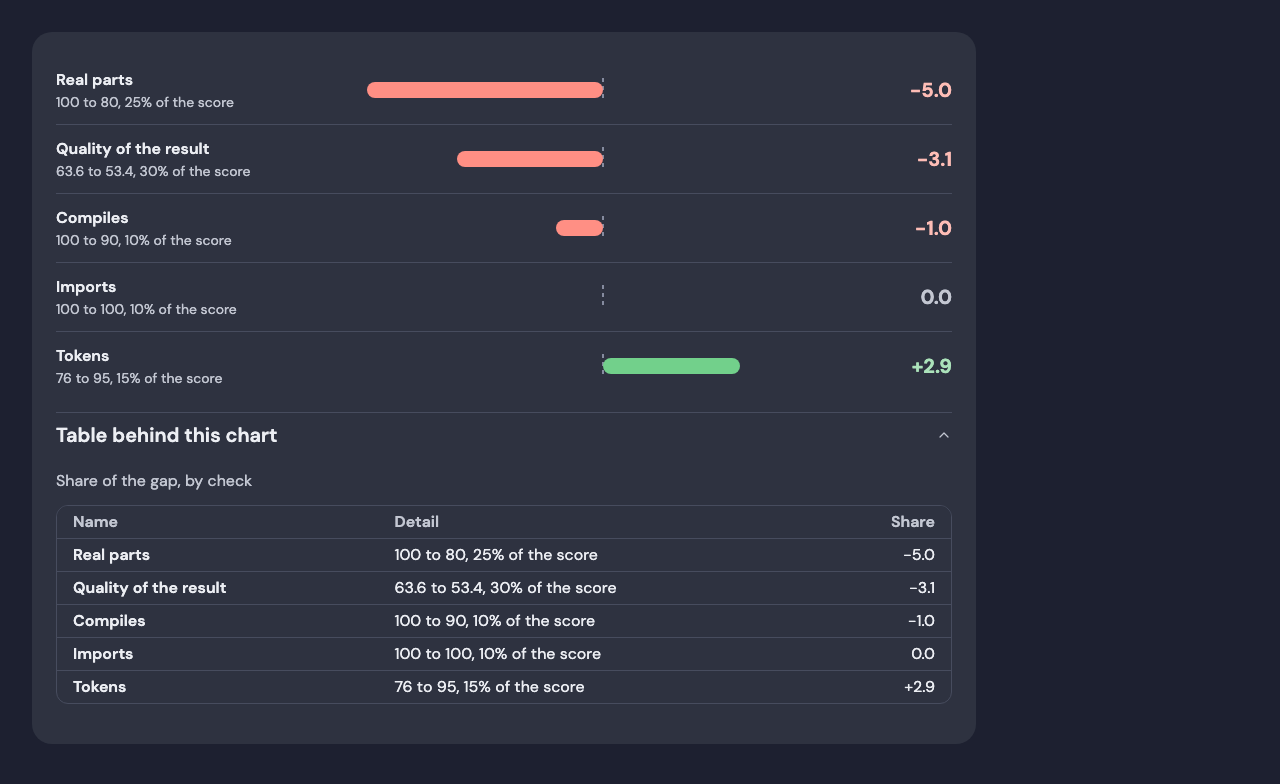 Real parts
100 to 80, 25% of the score
-5.0
Quality of the result
63.6 to 53.4, 30% of the score
-3.1
Compiles
100 to 90, 10% of the score
-1.0
Imports
100 to 100, 10% of the score
0.0
Tokens
76 to 95, 15% of the score
+2.9
Table behind this chart
Share of the gap, by check
Name Detail Share
Real parts 100 to 80, 25% of the score -5.0
Quality of the result 63.6 to 53.4, 30% of the score -3.1
Compiles 100 to 90, 10% of the score -1.0
Imports 100 to 100, 10% of the score 0.0
Tokens 76 to 95, 15% of the score +2.9